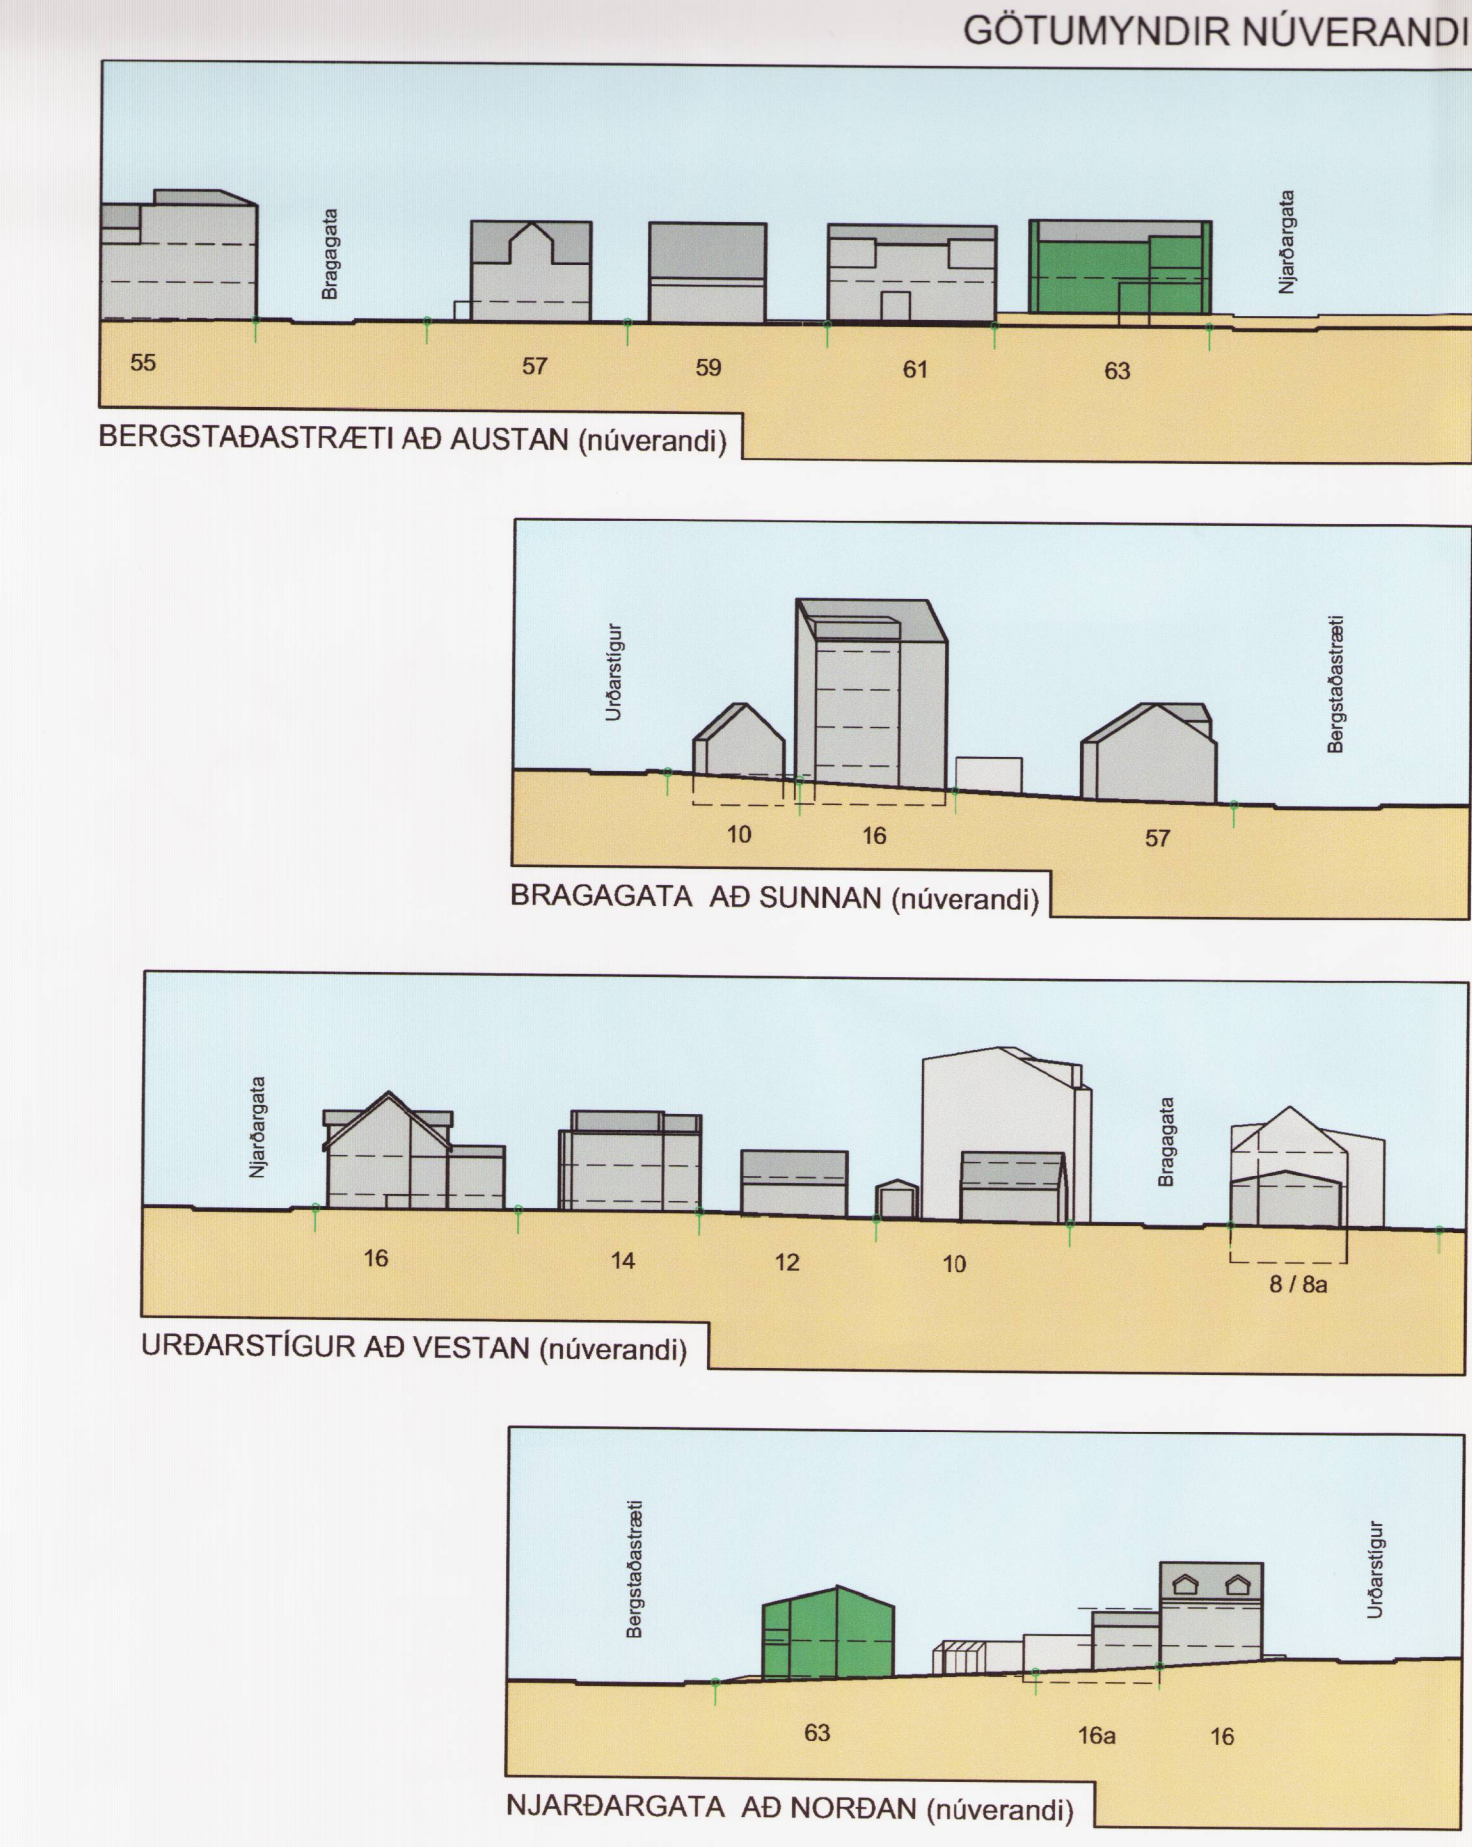 GÖTUMYNDIR NÚVERANDI
Bragagata
Njarðargata
55
57
59
61
63
BERGSTAÐASTRÆTI AÐ AUSTAN (núverandi)
Urðarstígur
Bergstaðastræti
10
16
57
BRAGAGATA AÐ SUNNAN (núverandi)
Njarðargata
Bragagata
16
14
12
10
8 / 8a
URÐARSTÍGUR AÐ VESTAN (núverandi)
Bergstaðastræti
Urðarstígur
63
16a
16
NJARÐARGATA AÐ NORÐAN (núverandi)